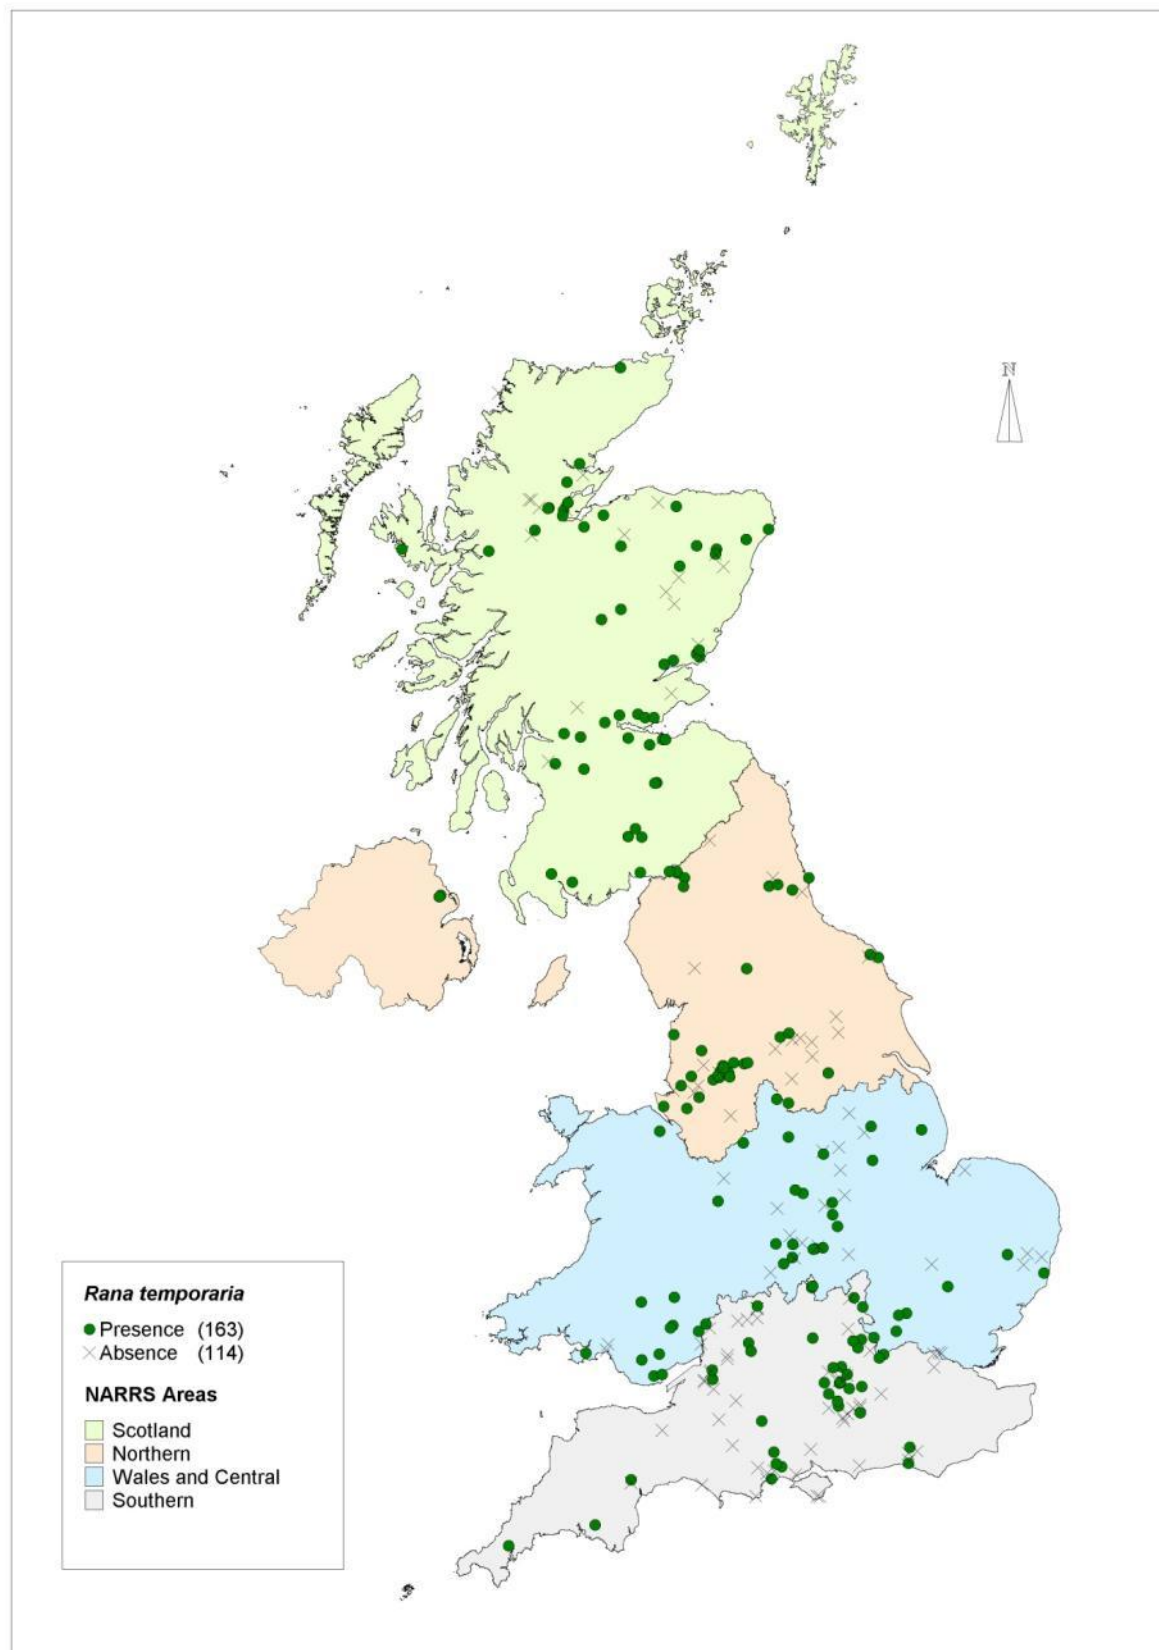 N
Rana temporaria
Presence (163)
Absence (114)
NARRS Areas
Scotland
Northern
Wales and Central
Southern